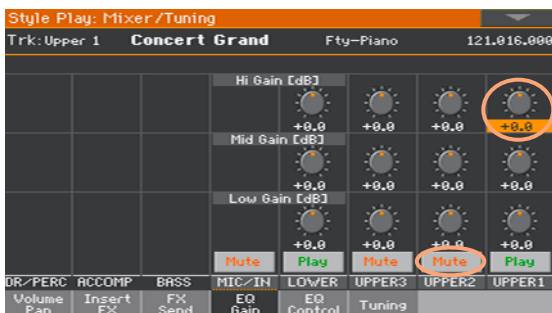 Style Play: Mixer/Tuning
Trk: Upper 1 Concert Grand Fty-Piano 121.016.000
Hi Gain [dB]
+0.0 +0.0 +0.0 +0.0
Mid Gain [dB]
+0.0 +0.0 +0.0 +0.0
Low Gain [dB]
+0.0 +0.0 +0.0 +0.0
Mute Play Mute Mute Play
DR/PERC ACCOMP BASS MIC/IN LOWER UPPER3 UPPER2 UPPER1
Volume Insert FX EQ EQ Tuning
Pan FX Send Gain Control